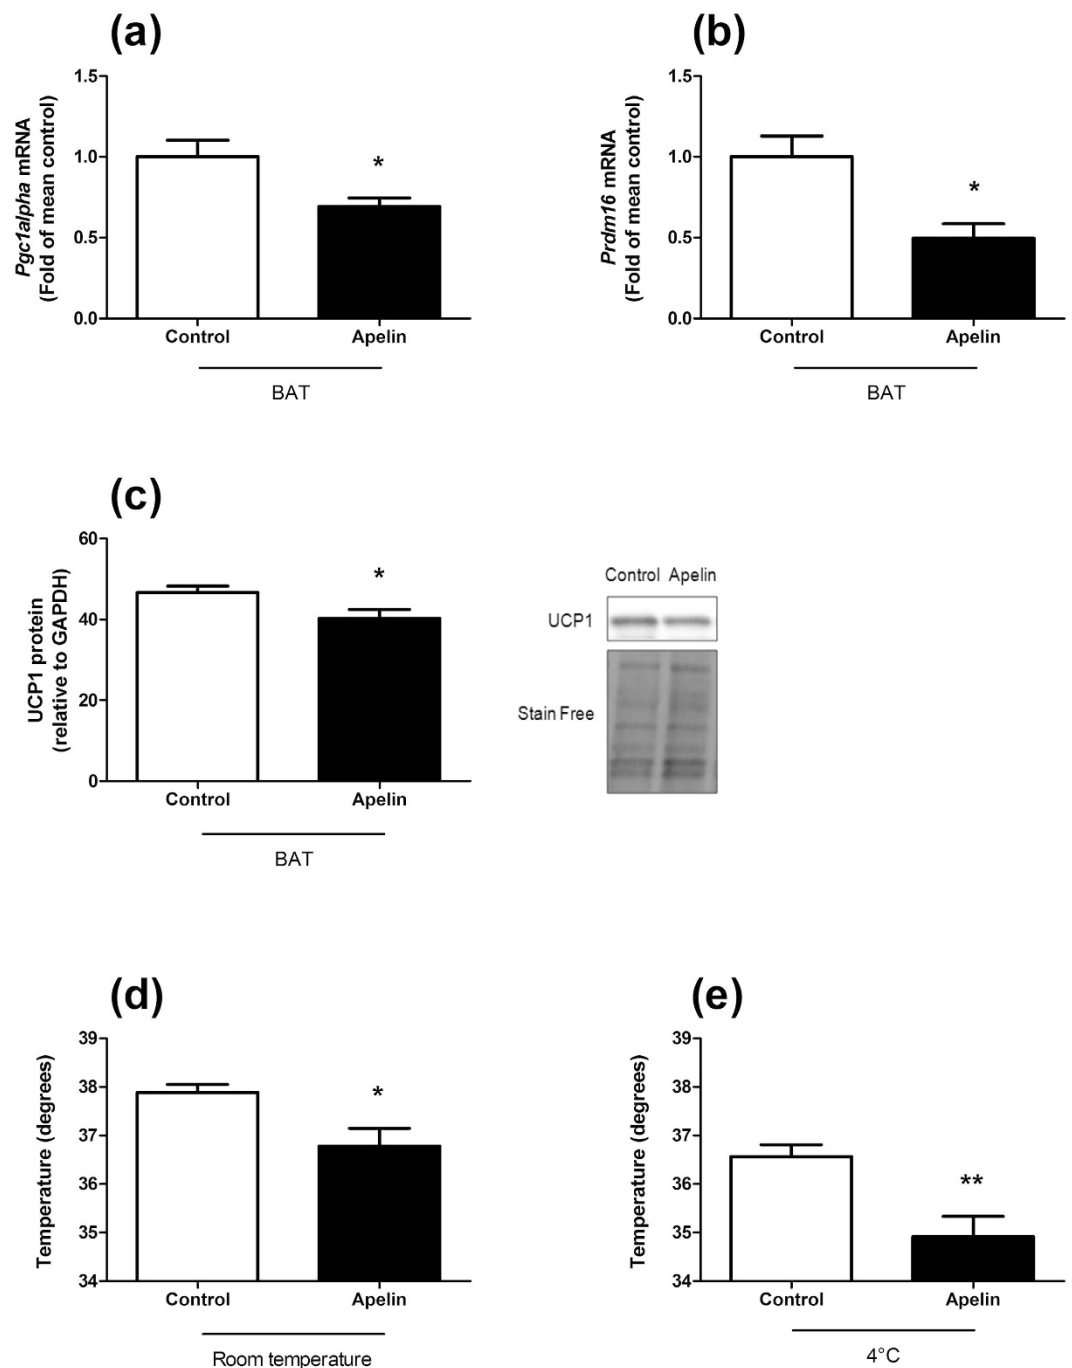 (a)
Pgc1alpha mRNA
(Fold of mean control)
1.5
1.0
0.5
0.0
*
Control Apelin
BAT
(b)
Prdm16 mRNA
(Fold of mean control)
1.5
1.0
0.5
0.0
*
Control Apelin
BAT
(c)
UCP1 protein
(relative to GAPDH)
60
40
20
0
*
Control Apelin
BAT
Control Apelin
UCP1
Stain Free
(d)
Temperature (degrees)
39
38
37
36
35
34
*
Control Apelin
Room temperature
(e)
Temperature (degrees)
39
38
37
36
35
34
**
Control Apelin
4°C